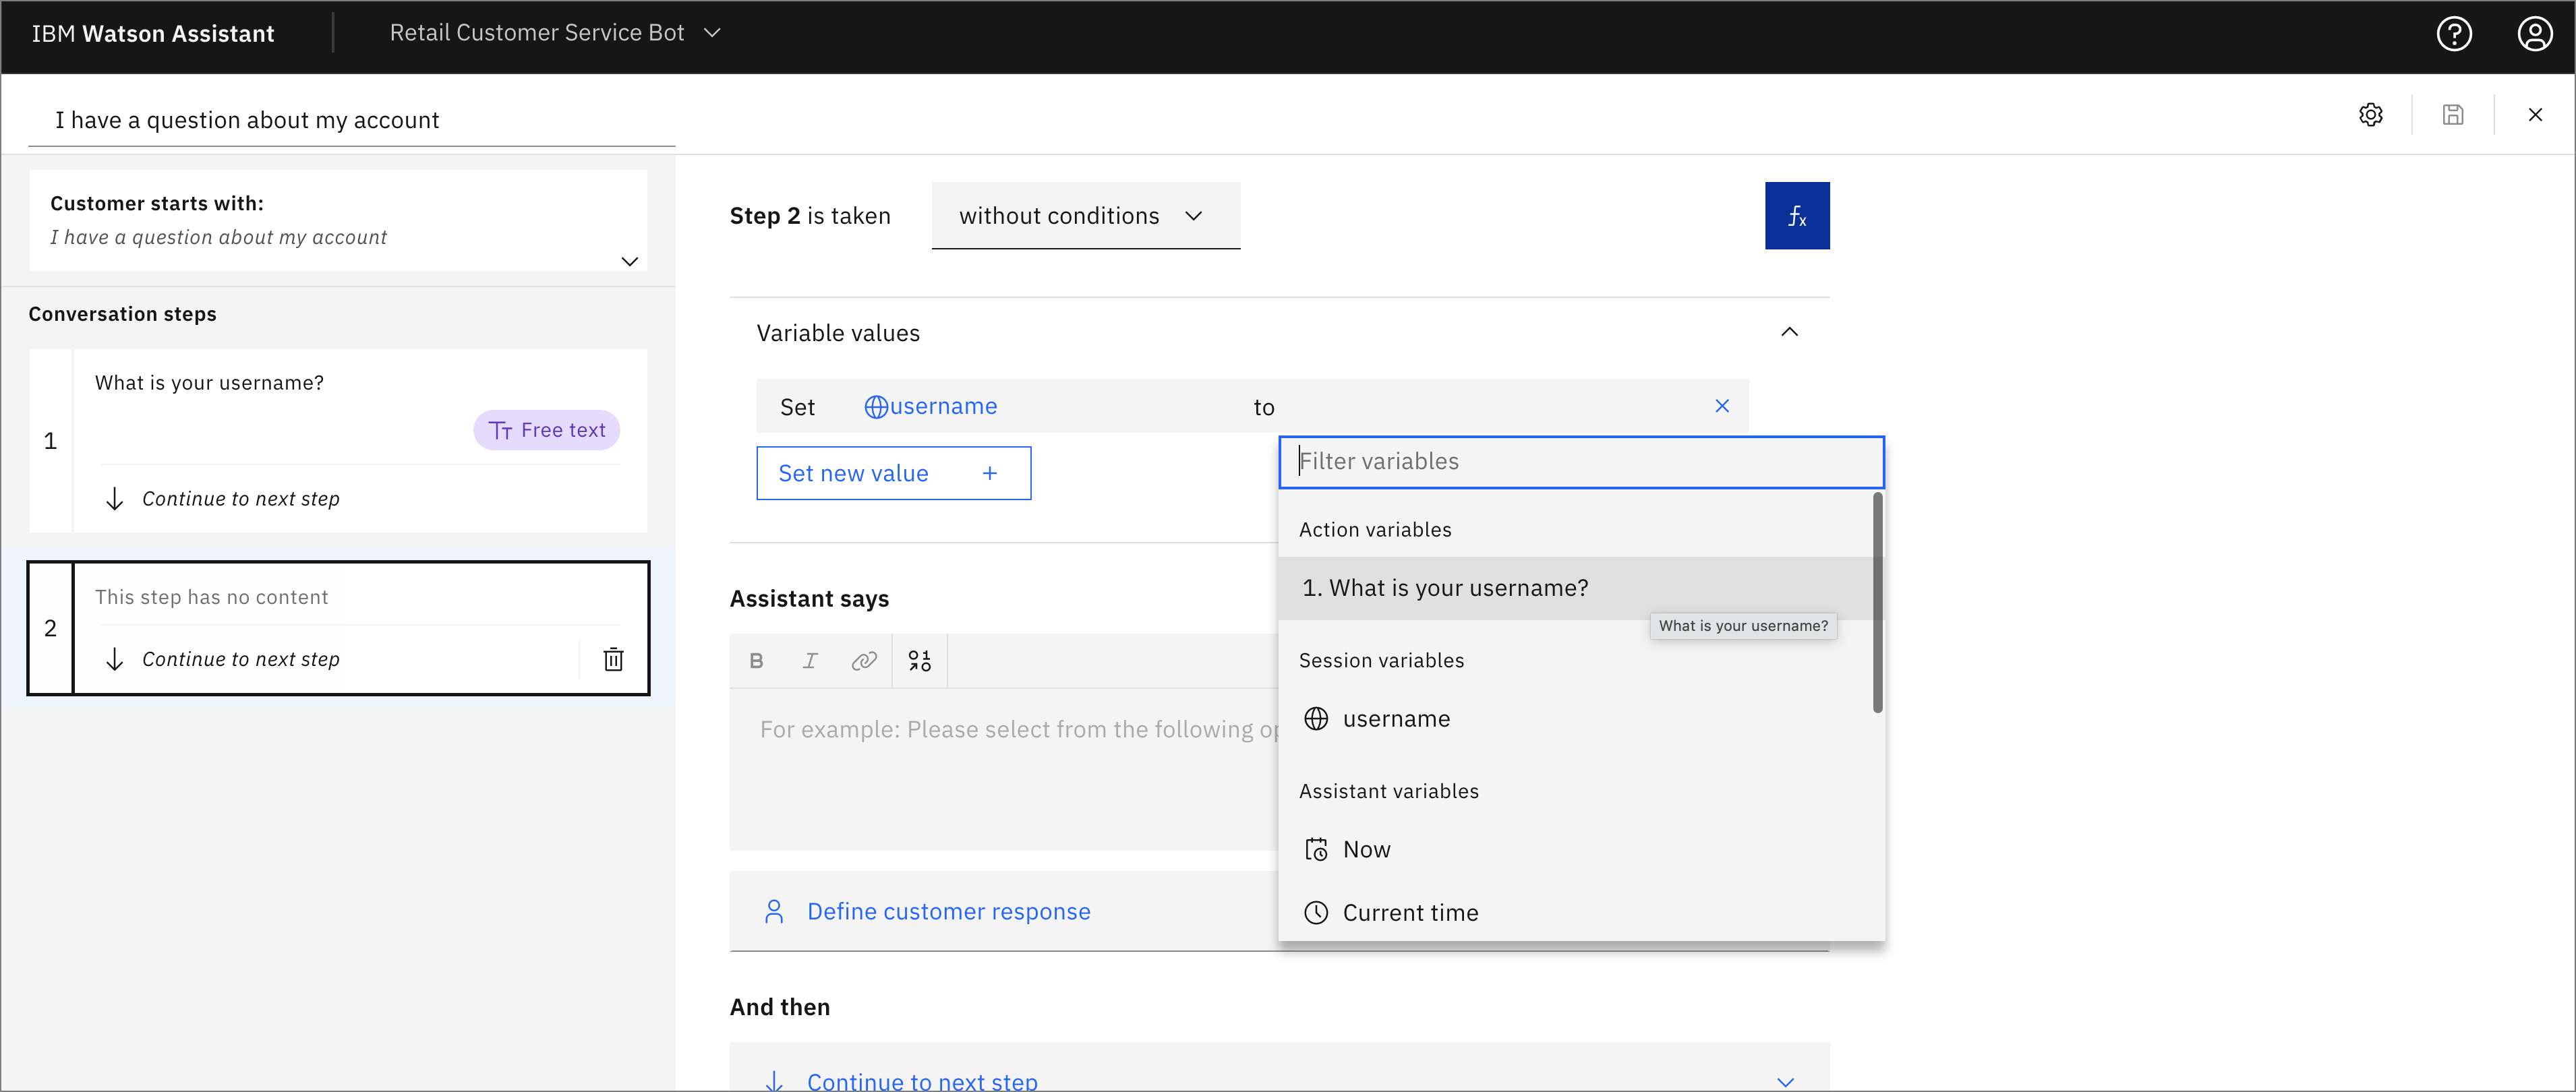 IBM Watson Assistant
Retail Customer Service Bot
I have a question about my account
Customer starts with:
I have a question about my account
Conversation steps
1
What is your username?
Free text
Continue to next step
2
This step has no content
Continue to next step
Step 2 is taken
without conditions
fx
Variable values
Set
username
to
Set new value +
Filter variables
Action variables
1. What is your username?
What is your username?
Session variables
username
Assistant variables
Now
Current time
Assistant says
B I
For example: Please select from the following op
Define customer response
And then
Continue to next step